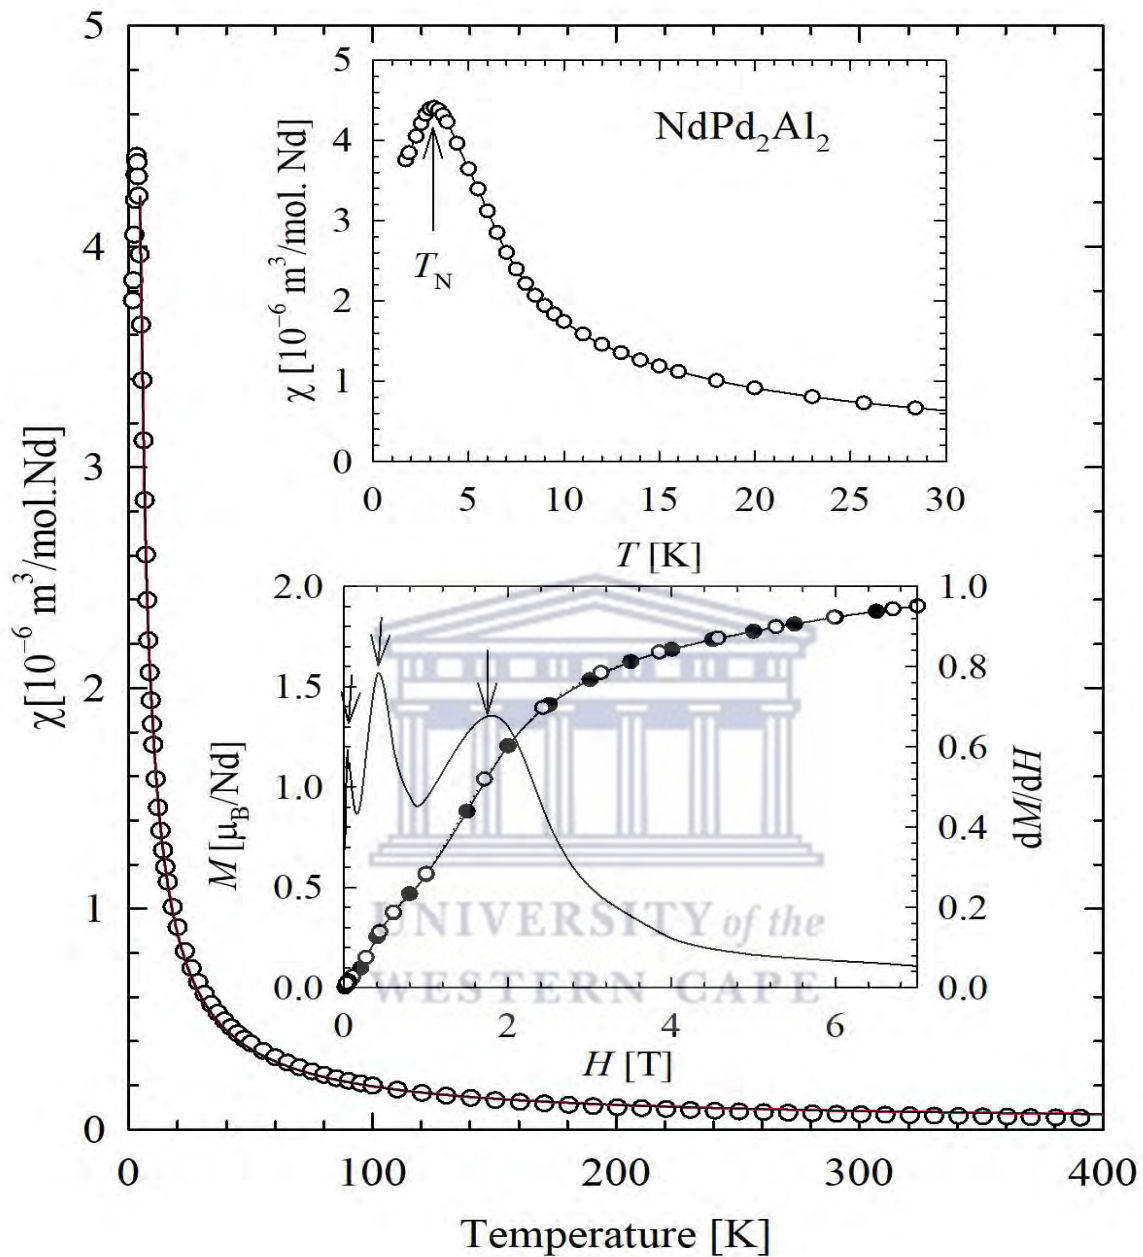 5
4
3
2
1
0
χ[10⁻⁶ m³/mol.Nd]
0 100 200 300 400
Temperature [K]
5
4
3
2
1
0
χ [10⁻⁶ m³/mol. Nd]
NdPd₂Al₂
T_N
0 5 10 15 20 25 30
T [K]
2.0
1.5
1.0
0.5
0.0
M [μ_B/Nd]
1.0
0.8
0.6
0.4
0.2
0.0
dM/dH
0 2 4 6
H [T]
UNIVERSITY of the
WESTERN CAPE